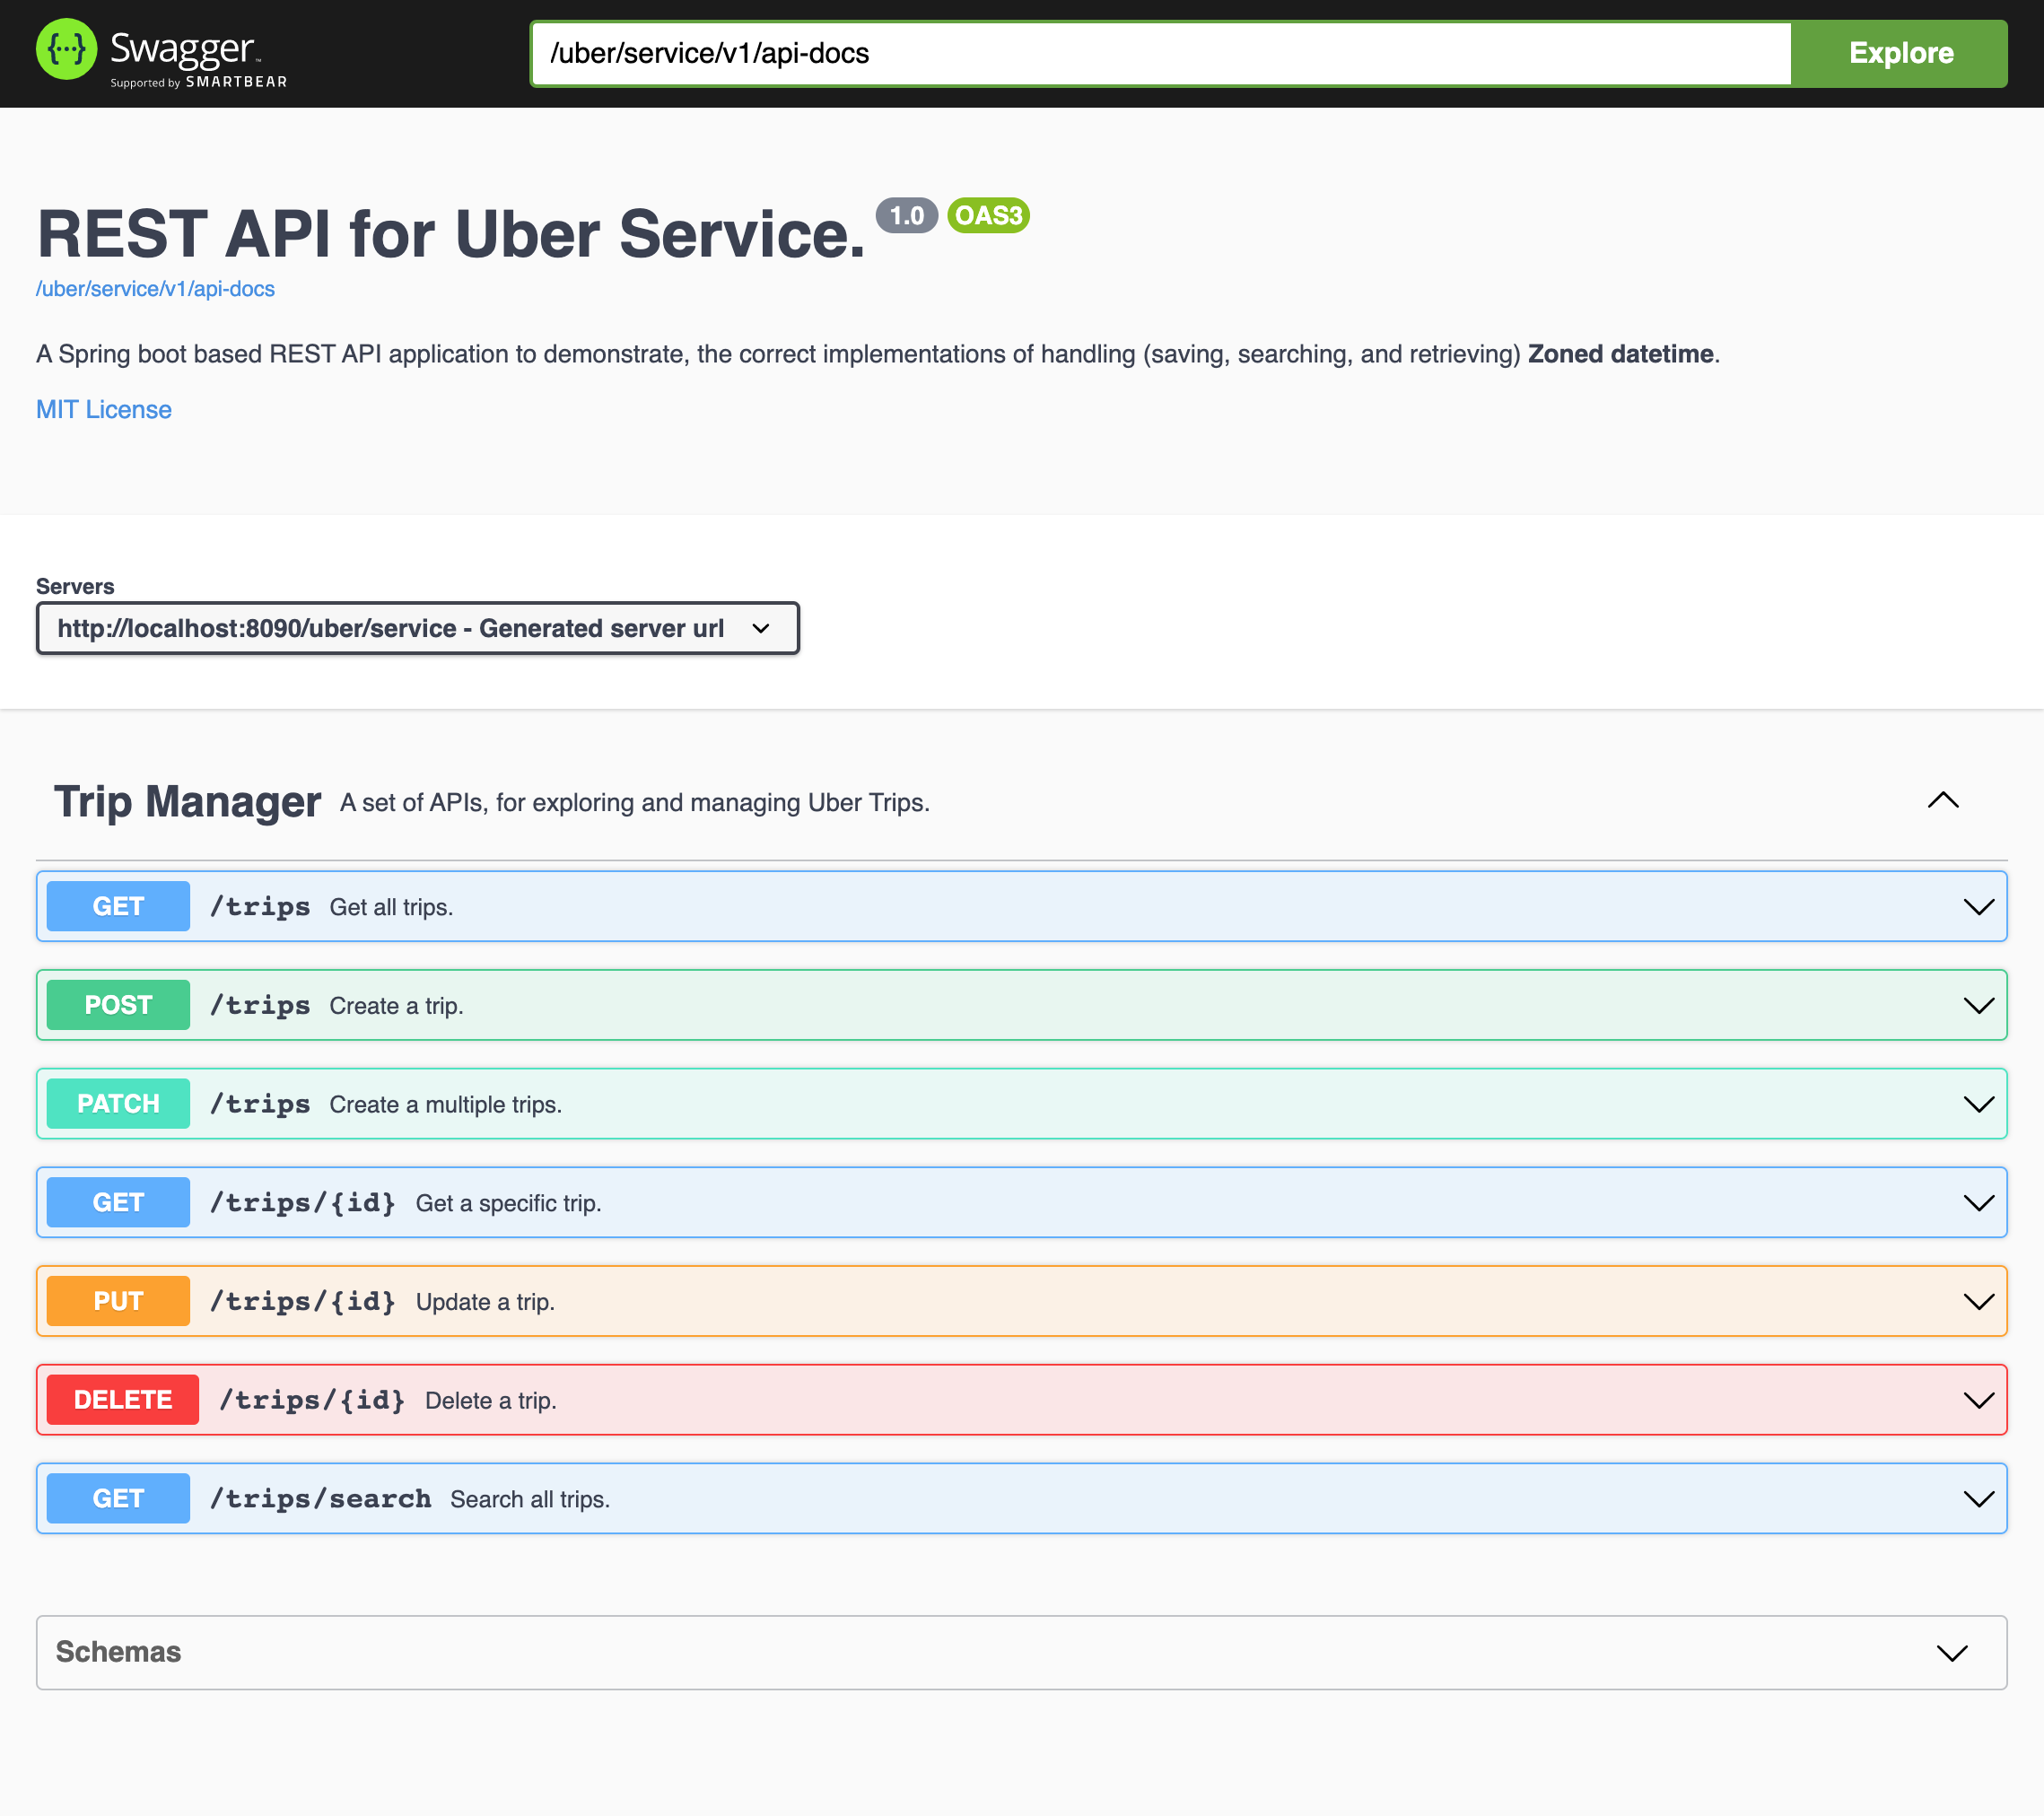 {...} Swagger™
Supported by SMARTBEAR
/uber/service/v1/api-docs
Explore
REST API for Uber Service. 1.0 OAS3
/uber/service/v1/api-docs
A Spring boot based REST API application to demonstrate, the correct implementations of handling (saving, searching, and retrieving) Zoned datetime.
MIT License
Servers
http://localhost:8090/uber/service - Generated server url
Trip Manager A set of APIs, for exploring and managing Uber Trips.
GET /trips Get all trips.
POST /trips Create a trip.
PATCH /trips Create a multiple trips.
GET /trips/{id} Get a specific trip.
PUT /trips/{id} Update a trip.
DELETE /trips/{id} Delete a trip.
GET /trips/search Search all trips.
Schemas